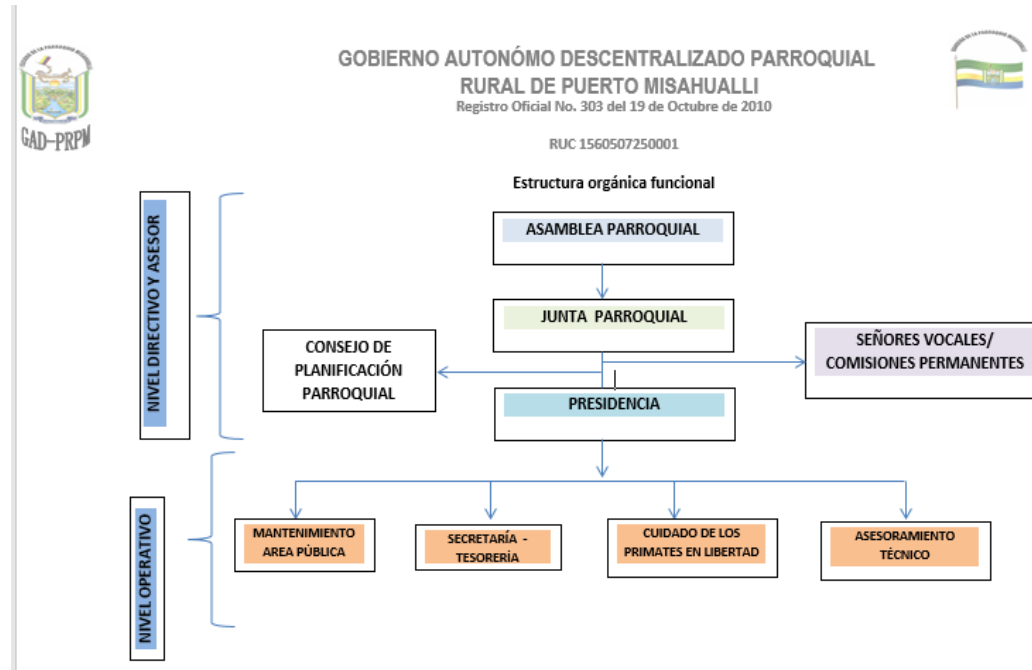 GOBIERNO AUTONÓMO DESCENTRALIZADO PARROQUIAL
RURAL DE PUERTO MISAHUALLI
Registro Oficial No. 303 del 19 de Octubre de 2010
GAD-PRPM
RUC 1560507250001
Estructura orgánica funcional
NIVEL DIRECTIVO Y ASESOR
ASAMBLEA PARROQUIAL
JUNTA PARROQUIAL
CONSEJO DE
PLANIFICACIÓN
PARROQUIAL
SEÑORES VOCALES/
COMISIONES PERMANENTES
PRESIDENCIA
NIVEL OPERATIVO
MANTENIMIENTO
AREA PÚBLICA
SECRETARÍA -
TESORERÍA
CUIDADO DE LOS
PRIMATES EN LIBERTAD
ASESORAMIENTO
TÉCNICO